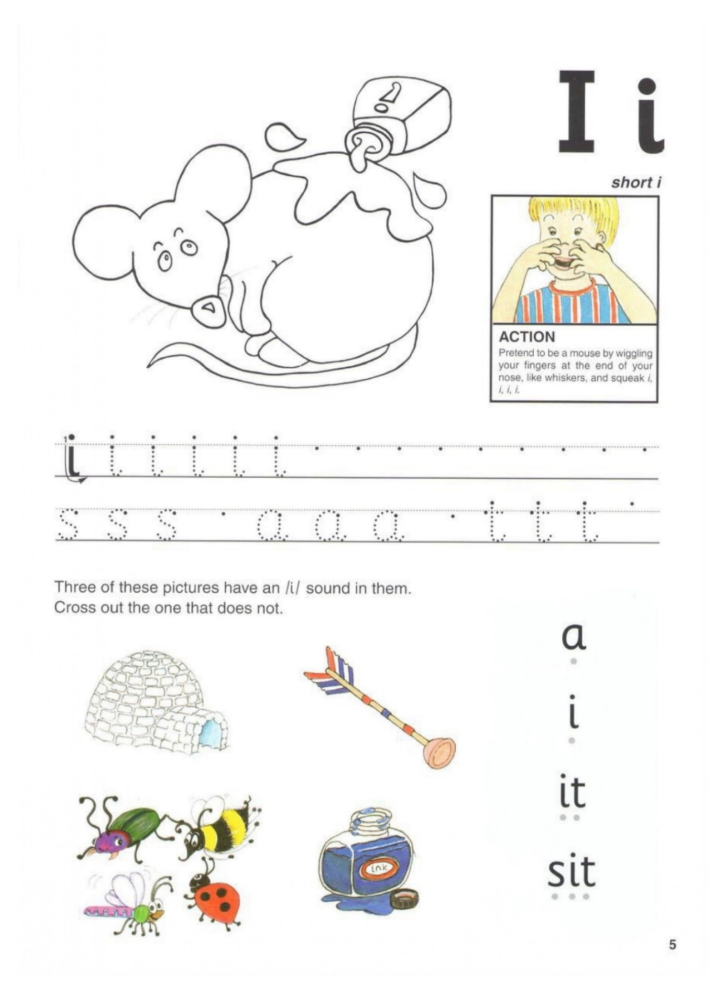 !
I i
short i
ACTION
Pretend to be a mouse by wiggling
your fingers at the end of your
nose, like whiskers, and squeak i,
i, i, i.
1
i i i i i i
s s s a a a t t t
Three of these pictures have an /i/ sound in them.
Cross out the one that does not.
a
i
it
ink
sit
5